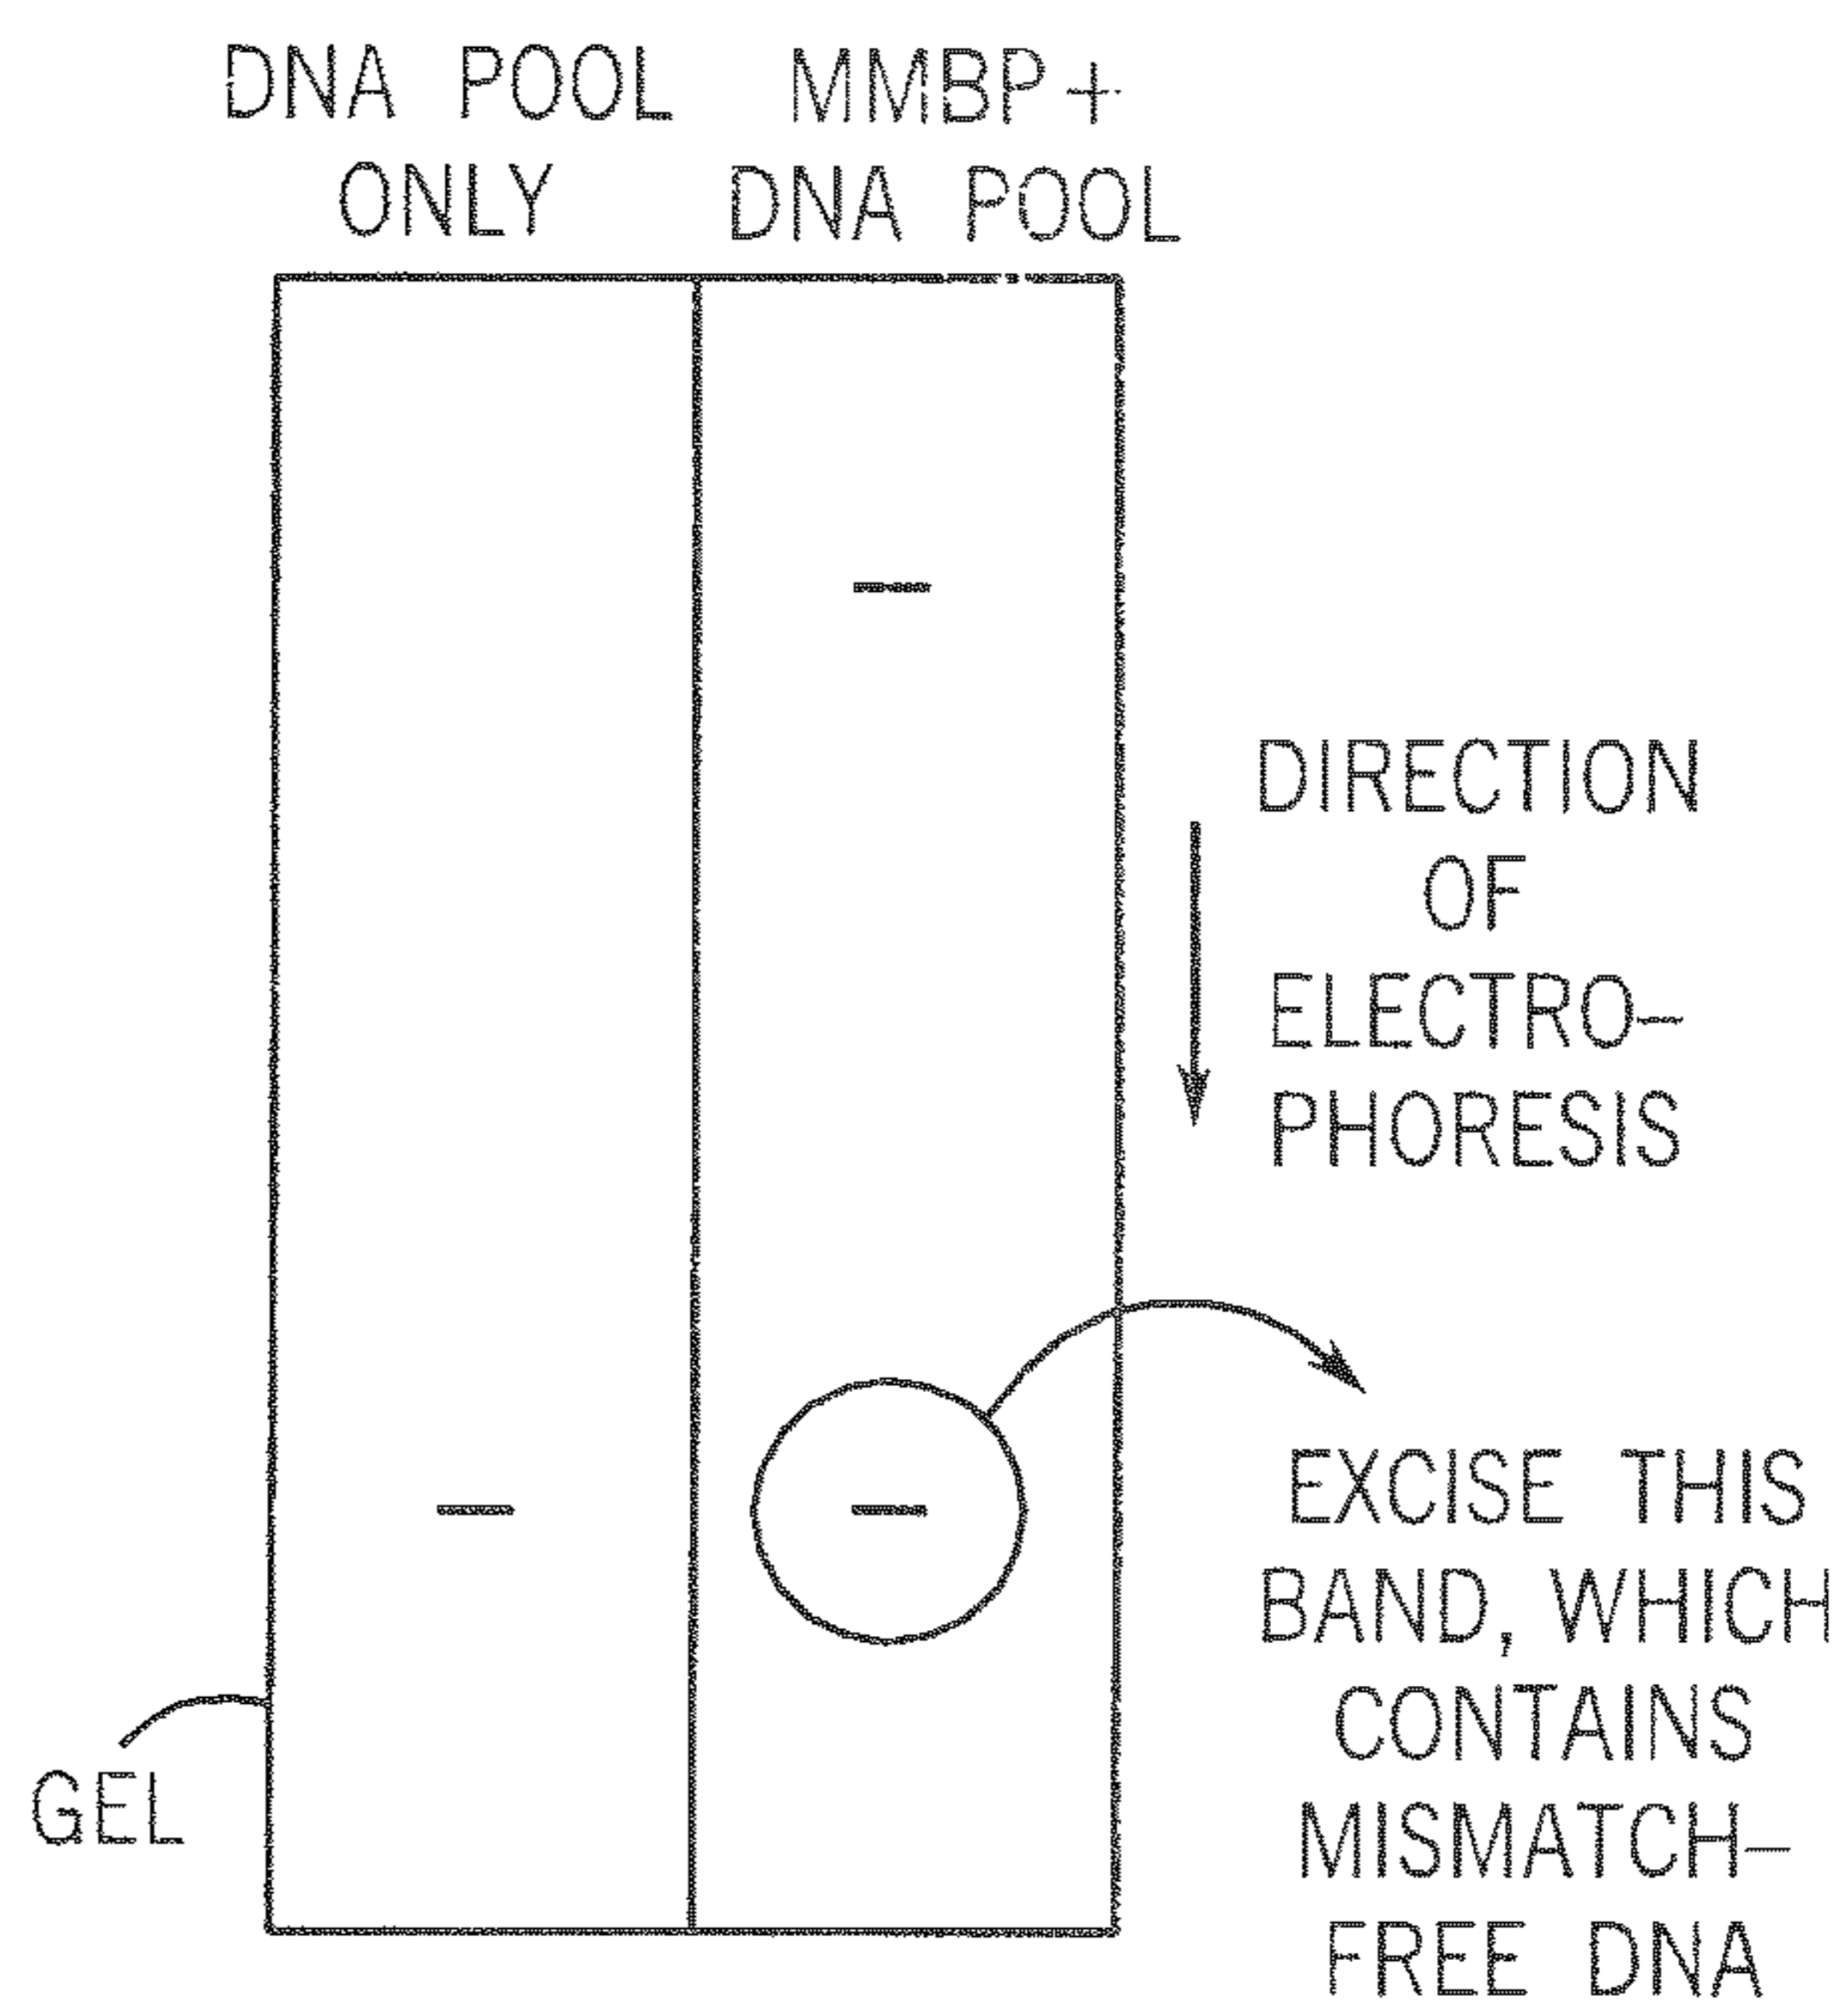 DNA POOL
ONLY
MMBP+
DNA POOL
DIRECTION
OF
ELECTRO-
PHORESIS
EXCISE THIS
BAND, WHICH
CONTAINS
MISMATCH-
FREE DNA
GEL